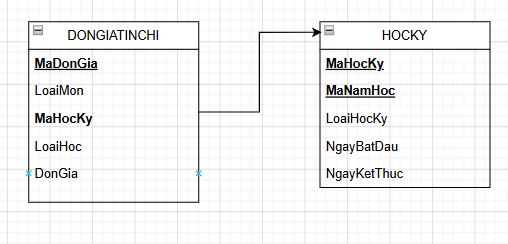 DONGIATINCHI
MaDonGia
LoaiMon
MaHocKy
LoaiHoc
DonGia
HOCKY
MaHocKy
MaNamHoc
LoaiHocKy
NgayBatDau
NgayKetThuc